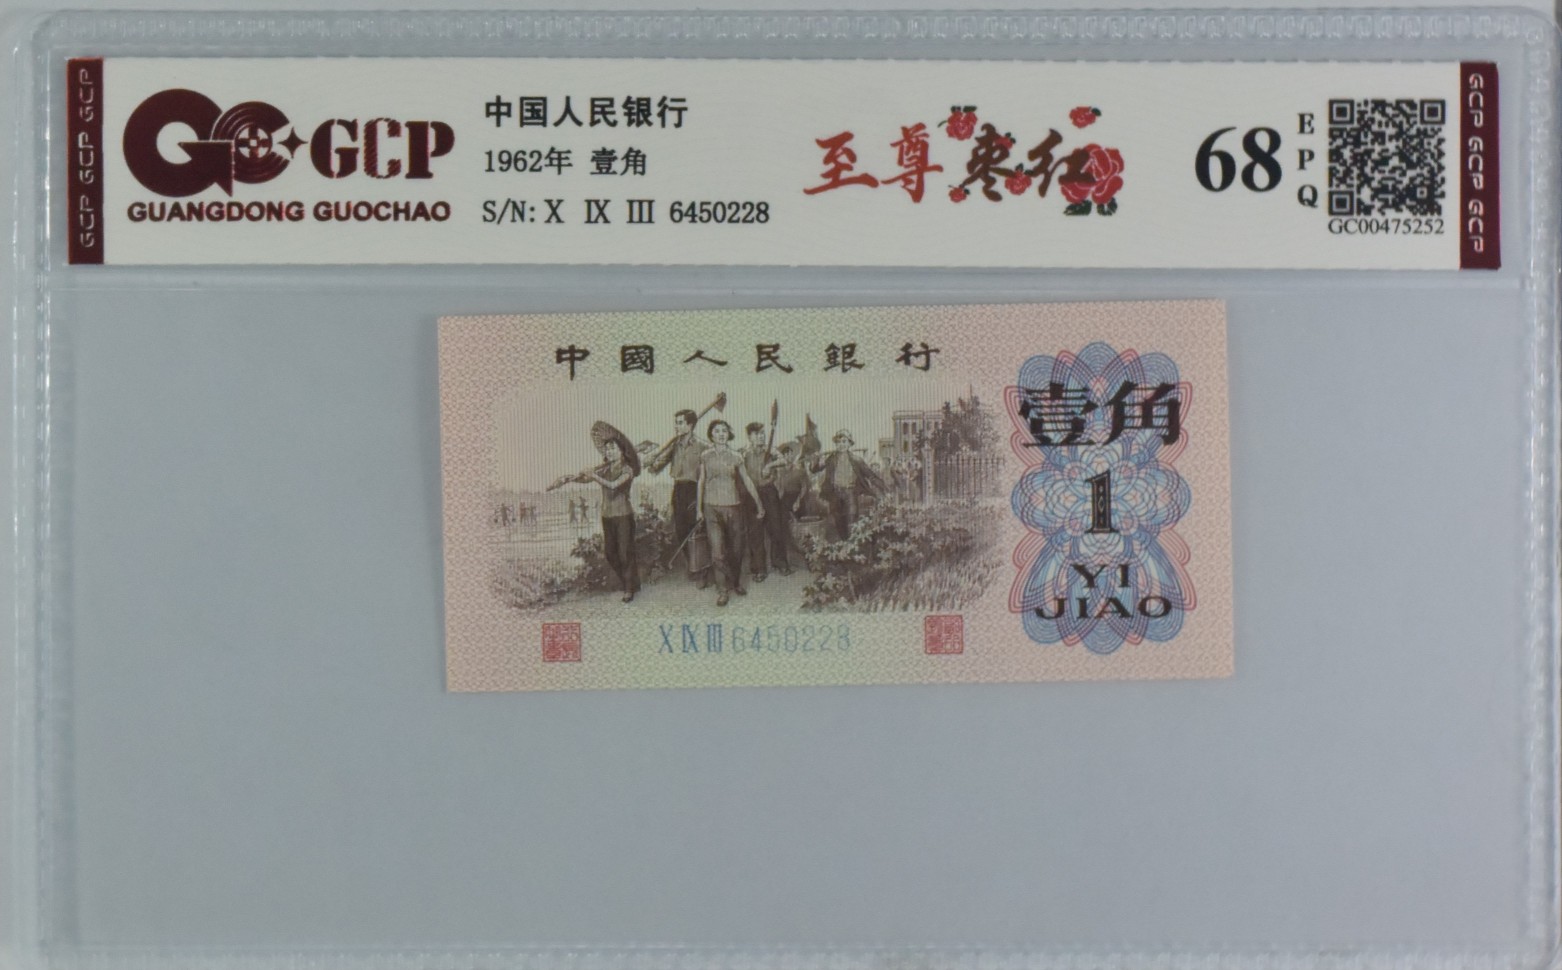 GCP GCP GCP
GCP
GUANGDONG GUOCHAO
中国人民银行
1962年 壹角
S/N: X IX III 6450228
至尊枣红
68
EPQ
GC00475252
GCP GCP GCP
中國人民銀行
壹角
1
YI
JIAO
X IX III 6450228